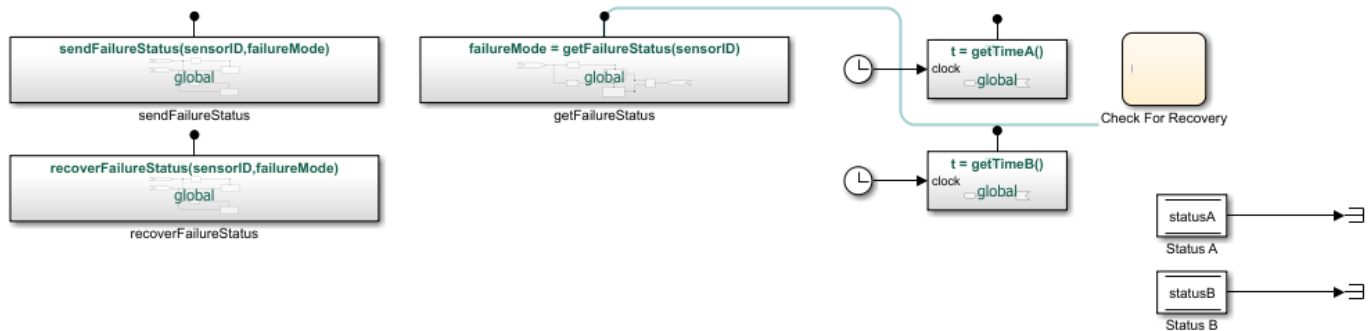 sendFailureStatus(sensorID,failureMode)
global
sendFailureStatus
recoverFailureStatus(sensorID,failureMode)
global
recoverFailureStatus
failureMode = getFailureStatus(sensorID)
global
getFailureStatus
t = getTimeA()
clock
global
t = getTimeB()
clock
global
Check For Recovery
statusA
Status A
statusB
Status B